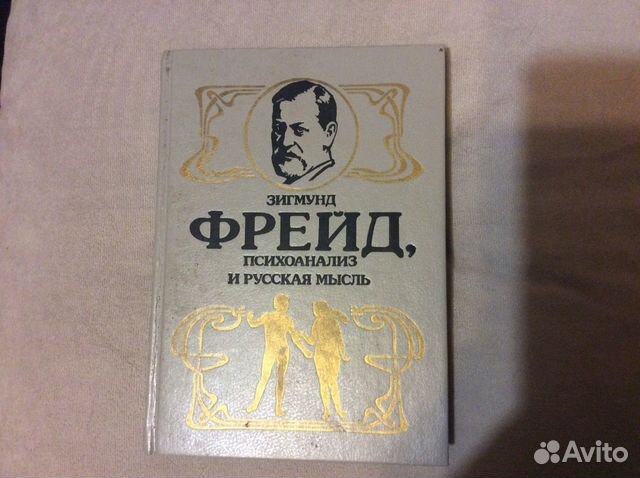 ЗИГМУНД
ФРЕЙД,
ПСИХОАНАЛИЗ
И РУССКАЯ МЫСЛЬ
Avito